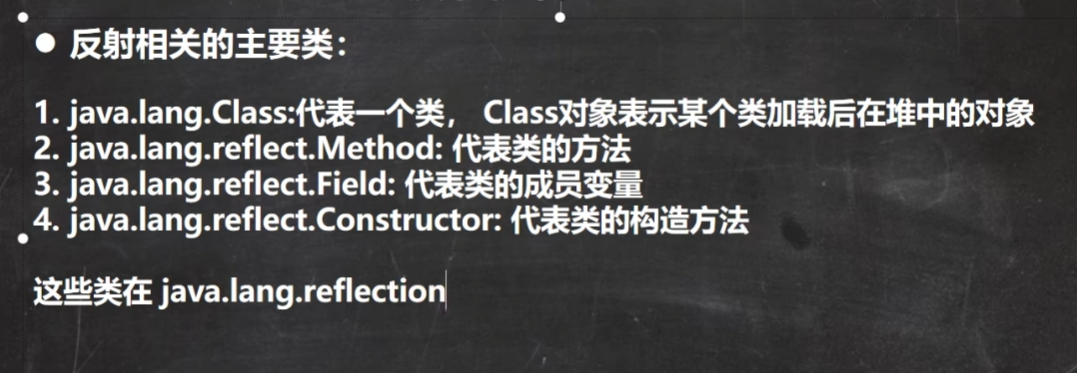 ● 反射相关的主要类：
1. java.lang.Class:代表一个类， Class对象表示某个类加载后在堆中的对象
2. java.lang.reflect.Method: 代表类的方法
3. java.lang.reflect.Field: 代表类的成员变量
4. java.lang.reflect.Constructor: 代表类的构造方法
这些类在 java.lang.reflection